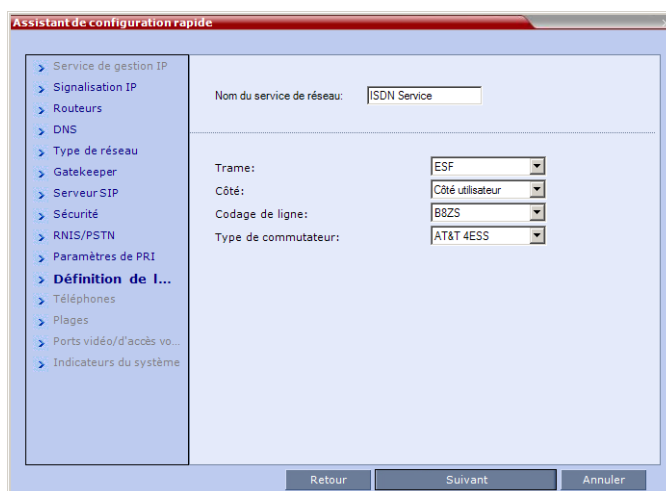 Assistant de configuration rapide
Service de gestion IP
Signalisation IP
Routeurs
DNS
Type de réseau
Gatekeeper
Serveur SIP
Sécurité
RNIS/PSTN
Paramètres de PRI
Définition de l...
Téléphones
Plages
Ports vidéo/d'accès vo...
Indicateurs du système
Nom du service de réseau: ISDN Service
Trame: ESF
Côté: Côté utilisateur
Codage de ligne: B8ZS
Type de commutateur: AT&T 4ESS
Retour Suivant Annuler